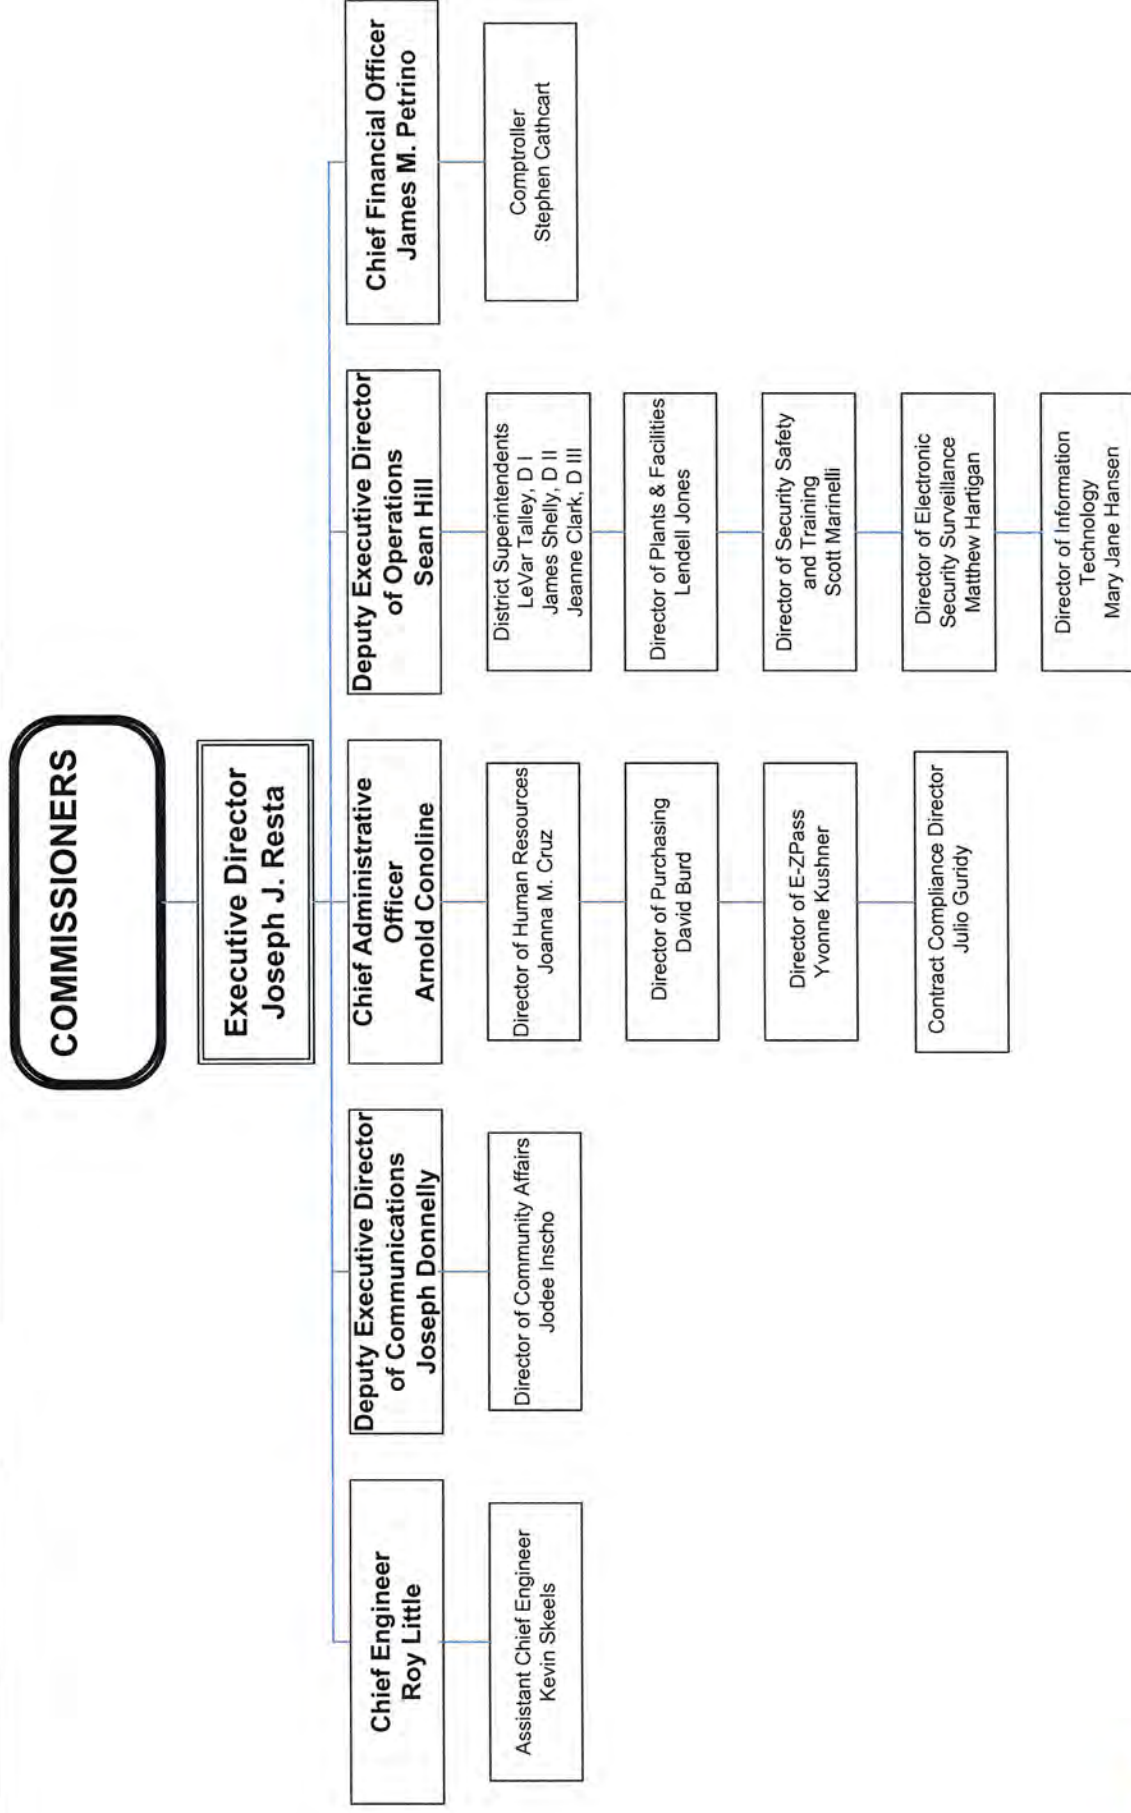 COMMISSIONERS
Executive Director
Joseph J. Resta
Chief Engineer
Roy Little
Assistant Chief Engineer
Kevin Skeels
Deputy Executive Director
of Communications
Joseph Donnelly
Director of Community Affairs
Jodee Inscho
Chief Administrative
Officer
Arnold Conoline
Director of Human Resources
Joanna M. Cruz
Director of Purchasing
David Burd
Director of E-ZPass
Yvonne Kushner
Contract Compliance Director
Julio Guridy
Deputy Executive Director
of Operations
Sean Hill
District Superintendents
LeVar Talley, D I
James Shelly, D II
Jeanne Clark, D III
Director of Plants & Facilities
Lendell Jones
Director of Security Safety
and Training
Scott Marinelli
Director of Electronic
Security Surveillance
Matthew Hartigan
Director of Information
Technology
Mary Jane Hansen
Chief Financial Officer
James M. Petrino
Comptroller
Stephen Cathcart